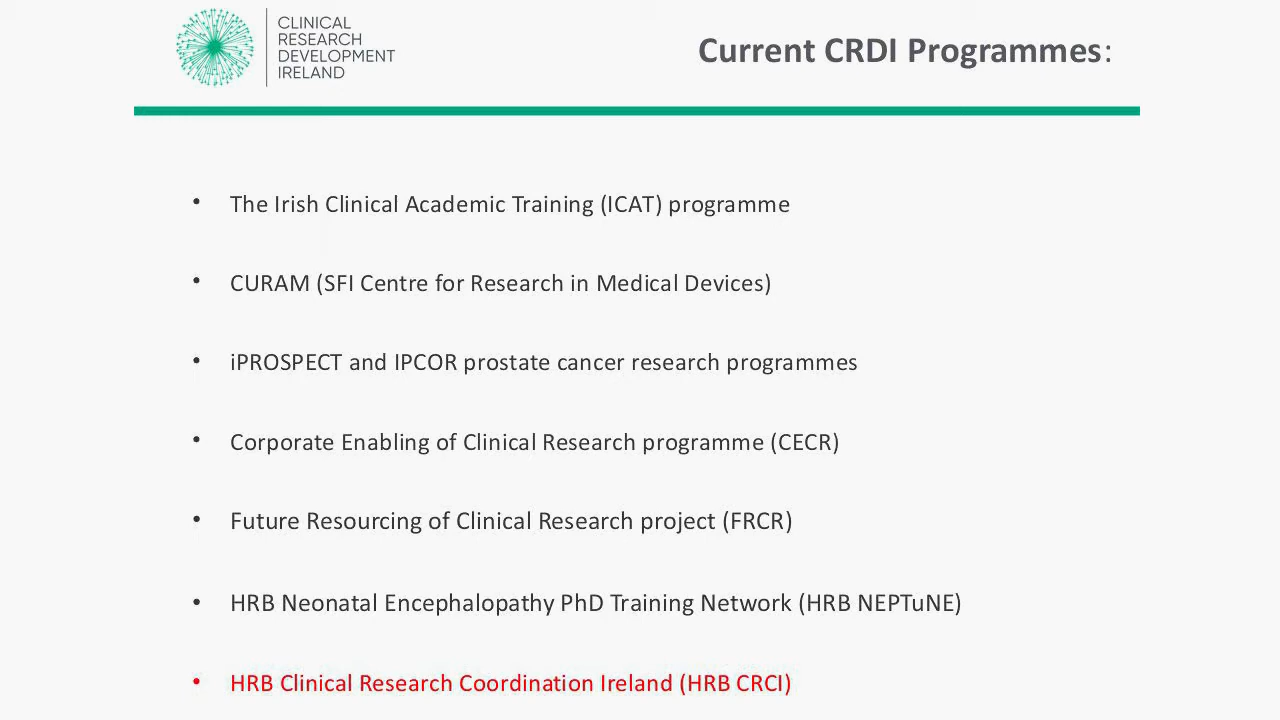 CLINICAL
RESEARCH
DEVELOPMENT
IRELAND
Current CRDI Programmes:
• The Irish Clinical Academic Training (ICAT) programme
• CURAM (SFI Centre for Research in Medical Devices)
• iPROSPECT and IPCOR prostate cancer research programmes
• Corporate Enabling of Clinical Research programme (CECR)
• Future Resourcing of Clinical Research project (FRCR)
• HRB Neonatal Encephalopathy PhD Training Network (HRB NEPTuNE)
• HRB Clinical Research Coordination Ireland (HRB CRCI)